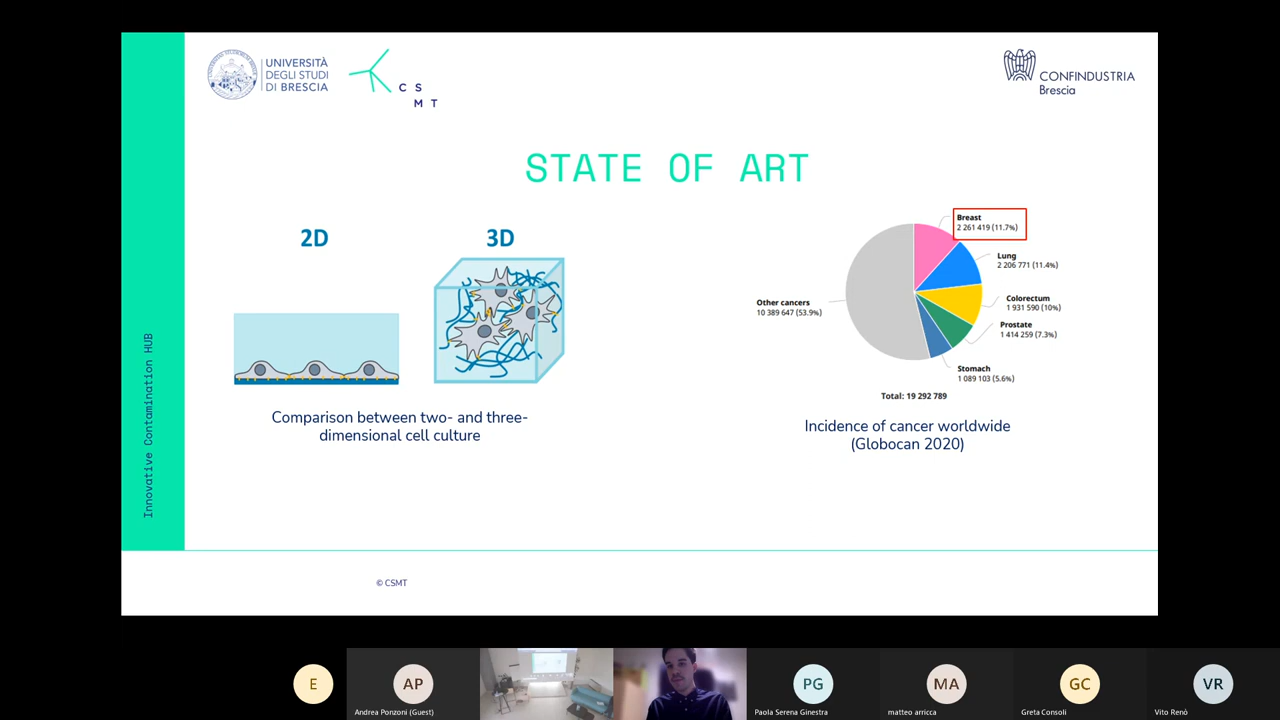 UNIVERSITÀ
DEGLI STUDI
DI BRESCIA
C S
M T
CONFINDUSTRIA
Brescia
STATE OF ART
2D
3D
Comparison between two- and three-
dimensional cell culture
Breast
2 261 419 (11.7%)
Lung
2 206 771 (11.4%)
Colorectum
1 931 590 (10%)
Prostate
1 414 259 (7.3%)
Stomach
1 089 103 (5.6%)
Other cancers
10 389 647 (53.9%)
Total: 19 292 789
Incidence of cancer worldwide
(Globocan 2020)
Innovative Contamination HUB
© CSMT
E
AP
Andrea Ponzoni (Guest)
PG
Paola Serena Ginestra
MA
matteo arricca
GC
Greta Consoli
VR
Vito Renò